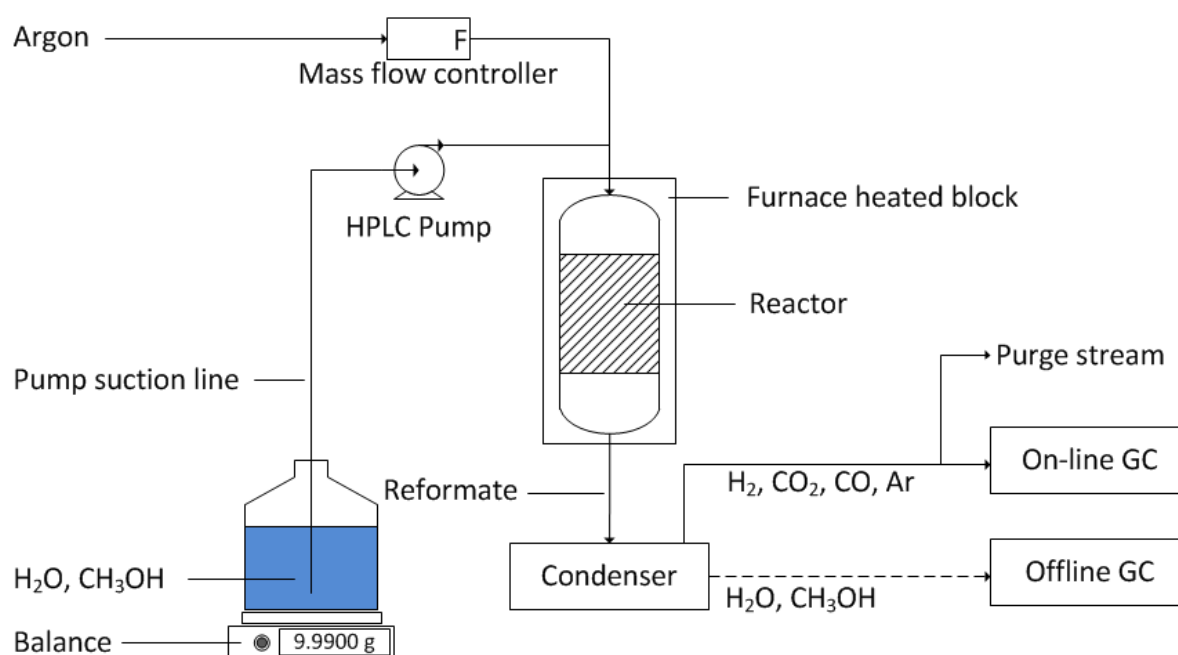 Argon
F
Mass flow controller
HPLC Pump
Furnace heated block
Reactor
Pump suction line
Purge stream
On-line GC
H₂, CO₂, CO, Ar
Reformate
H₂O, CH₃OH
Condenser
H₂O, CH₃OH
Offline GC
Balance
9.9900 g